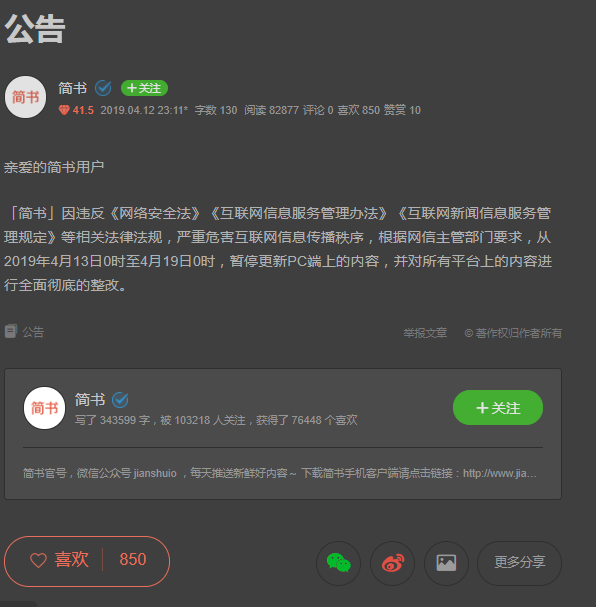 公告
简书
简书 +关注
41.5 2019.04.12 23:11* 字数 130 阅读 82877 评论 0 喜欢 850 赞赏 10
亲爱的简书用户
「简书」因违反《网络安全法》《互联网信息服务管理办法》《互联网新闻信息服务管
理规定》等相关法律法规，严重危害互联网信息传播秩序，根据网信主管部门要求，从
2019年4月13日0时至4月19日0时，暂停更新PC端上的内容，并对所有平台上的内容进
行全面彻底的整改。
公告 举报文章 © 著作权归作者所有
简书
简书
写了 343599 字，被 103218 人关注，获得了 76448 个喜欢
+关注
简书官号，微信公众号 jianshuio ，每天推送新鲜好内容～ 下载简书手机客户端请点击链接：http://www.jia...
喜欢 850 更多分享